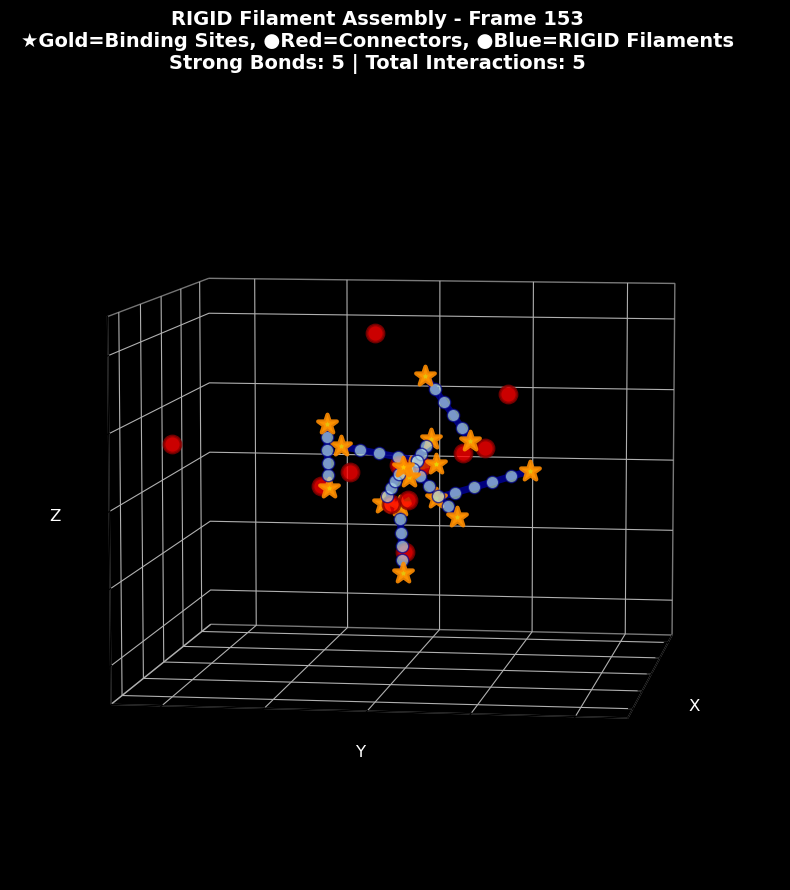 RIGID Filament Assembly - Frame 153
★Gold=Binding Sites, ●Red=Connectors, ●Blue=RIGID Filaments
Strong Bonds: 5 | Total Interactions: 5
Z
X
Y